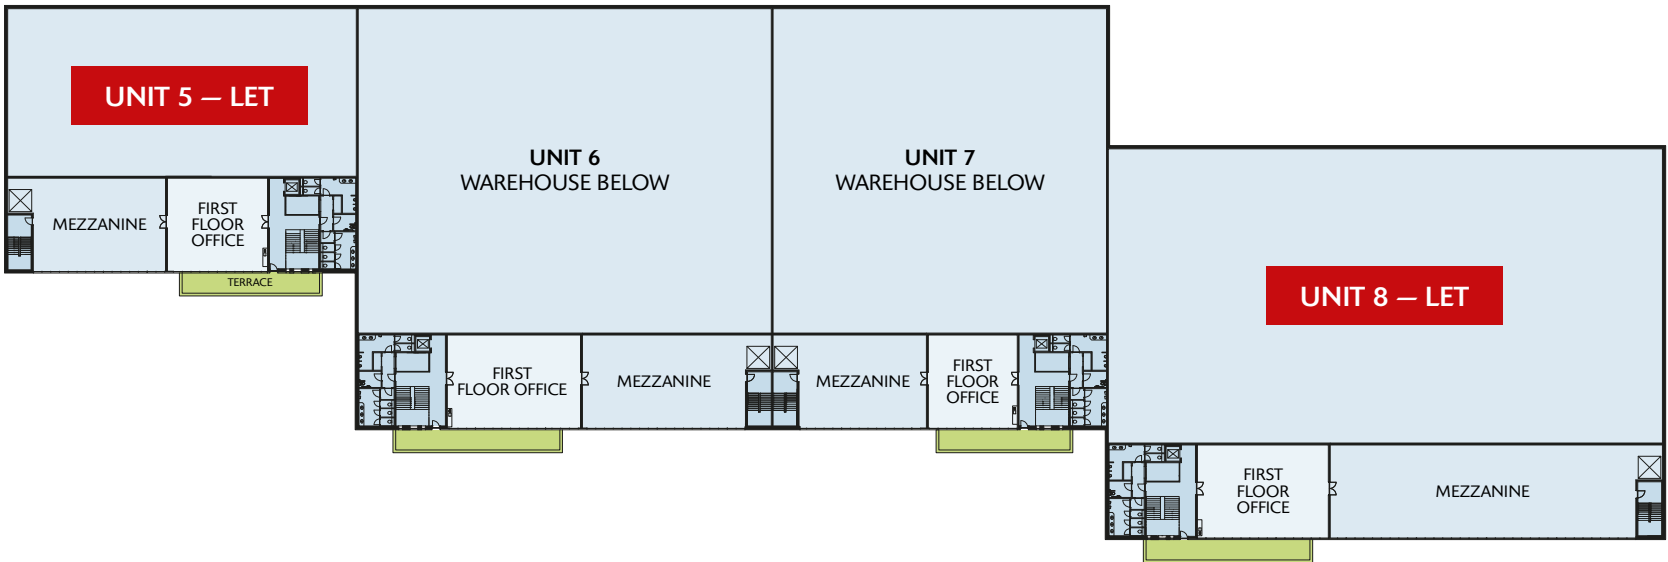 UNIT 5 — LET
MEZZANINE
FIRST
FLOOR
OFFICE
TERRACE
UNIT 6
WAREHOUSE BELOW
FIRST
FLOOR OFFICE
MEZZANINE
UNIT 7
WAREHOUSE BELOW
MEZZANINE
FIRST
FLOOR
OFFICE
UNIT 8 — LET
FIRST
FLOOR
OFFICE
MEZZANINE